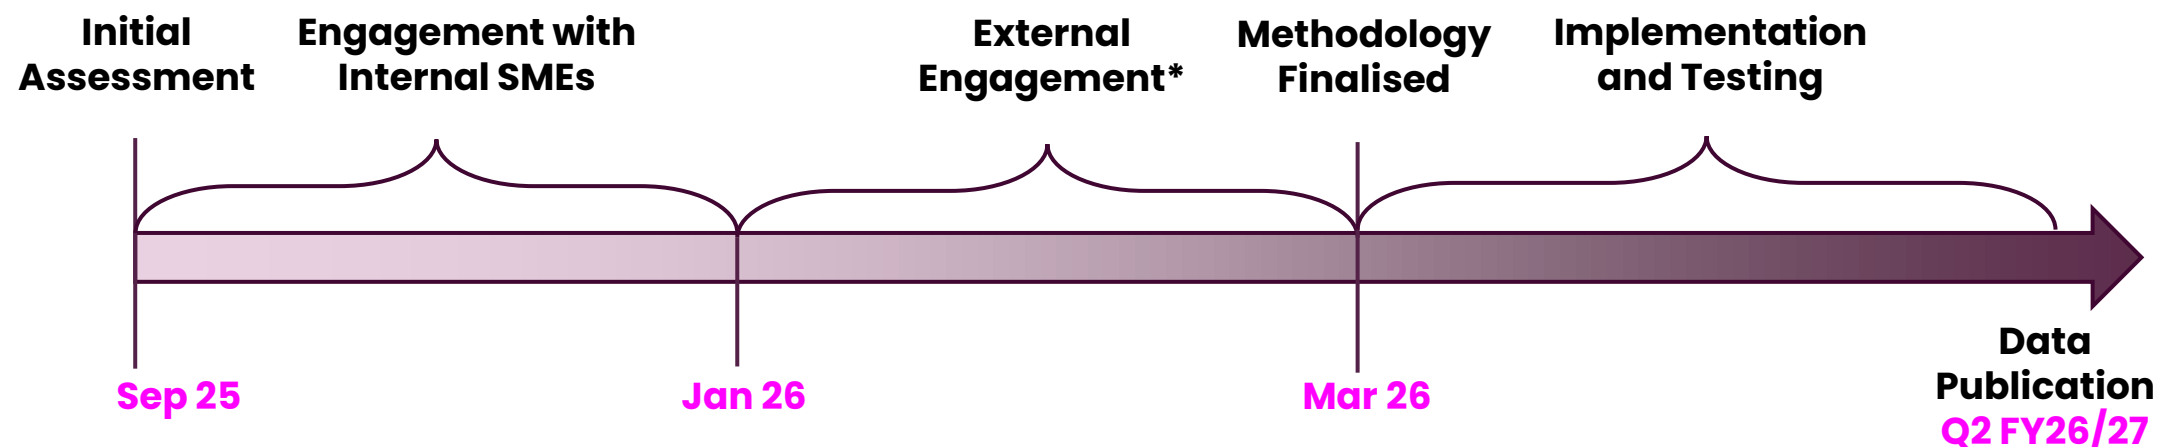 Initial
Assessment
Engagement with
Internal SMEs
External
Engagement*
Methodology
Finalised
Implementation
and Testing
Sep 25
Jan 26
Mar 26
Data
Publication
Q2 FY26/27